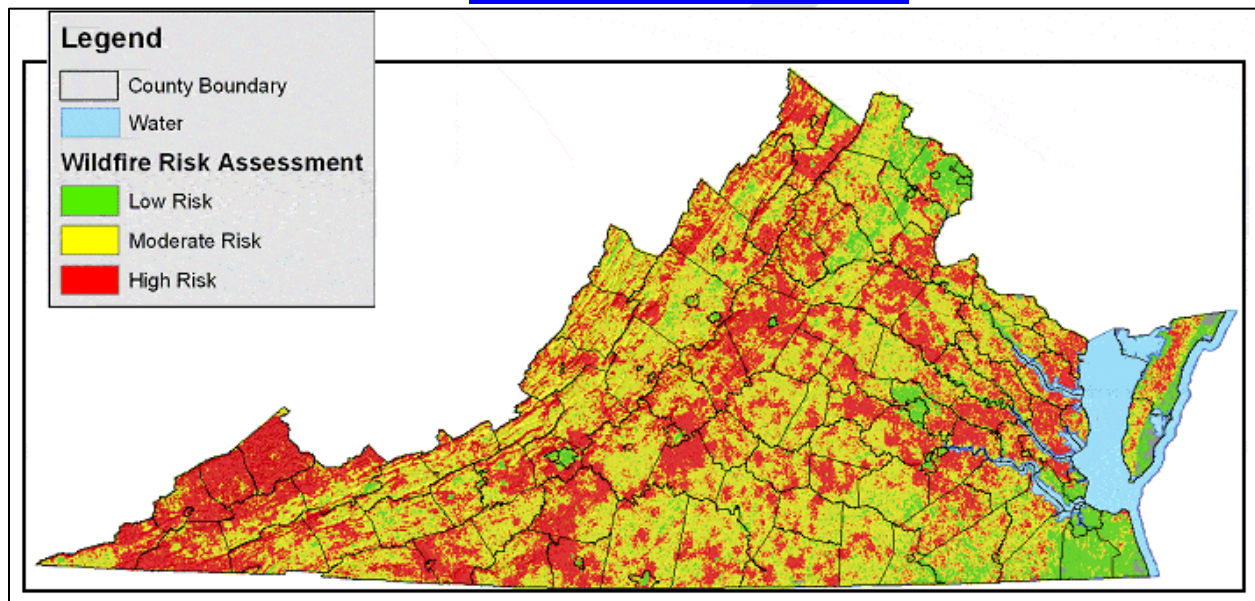 Legend
County Boundary
Water
Wildfire Risk Assessment
Low Risk
Moderate Risk
High Risk